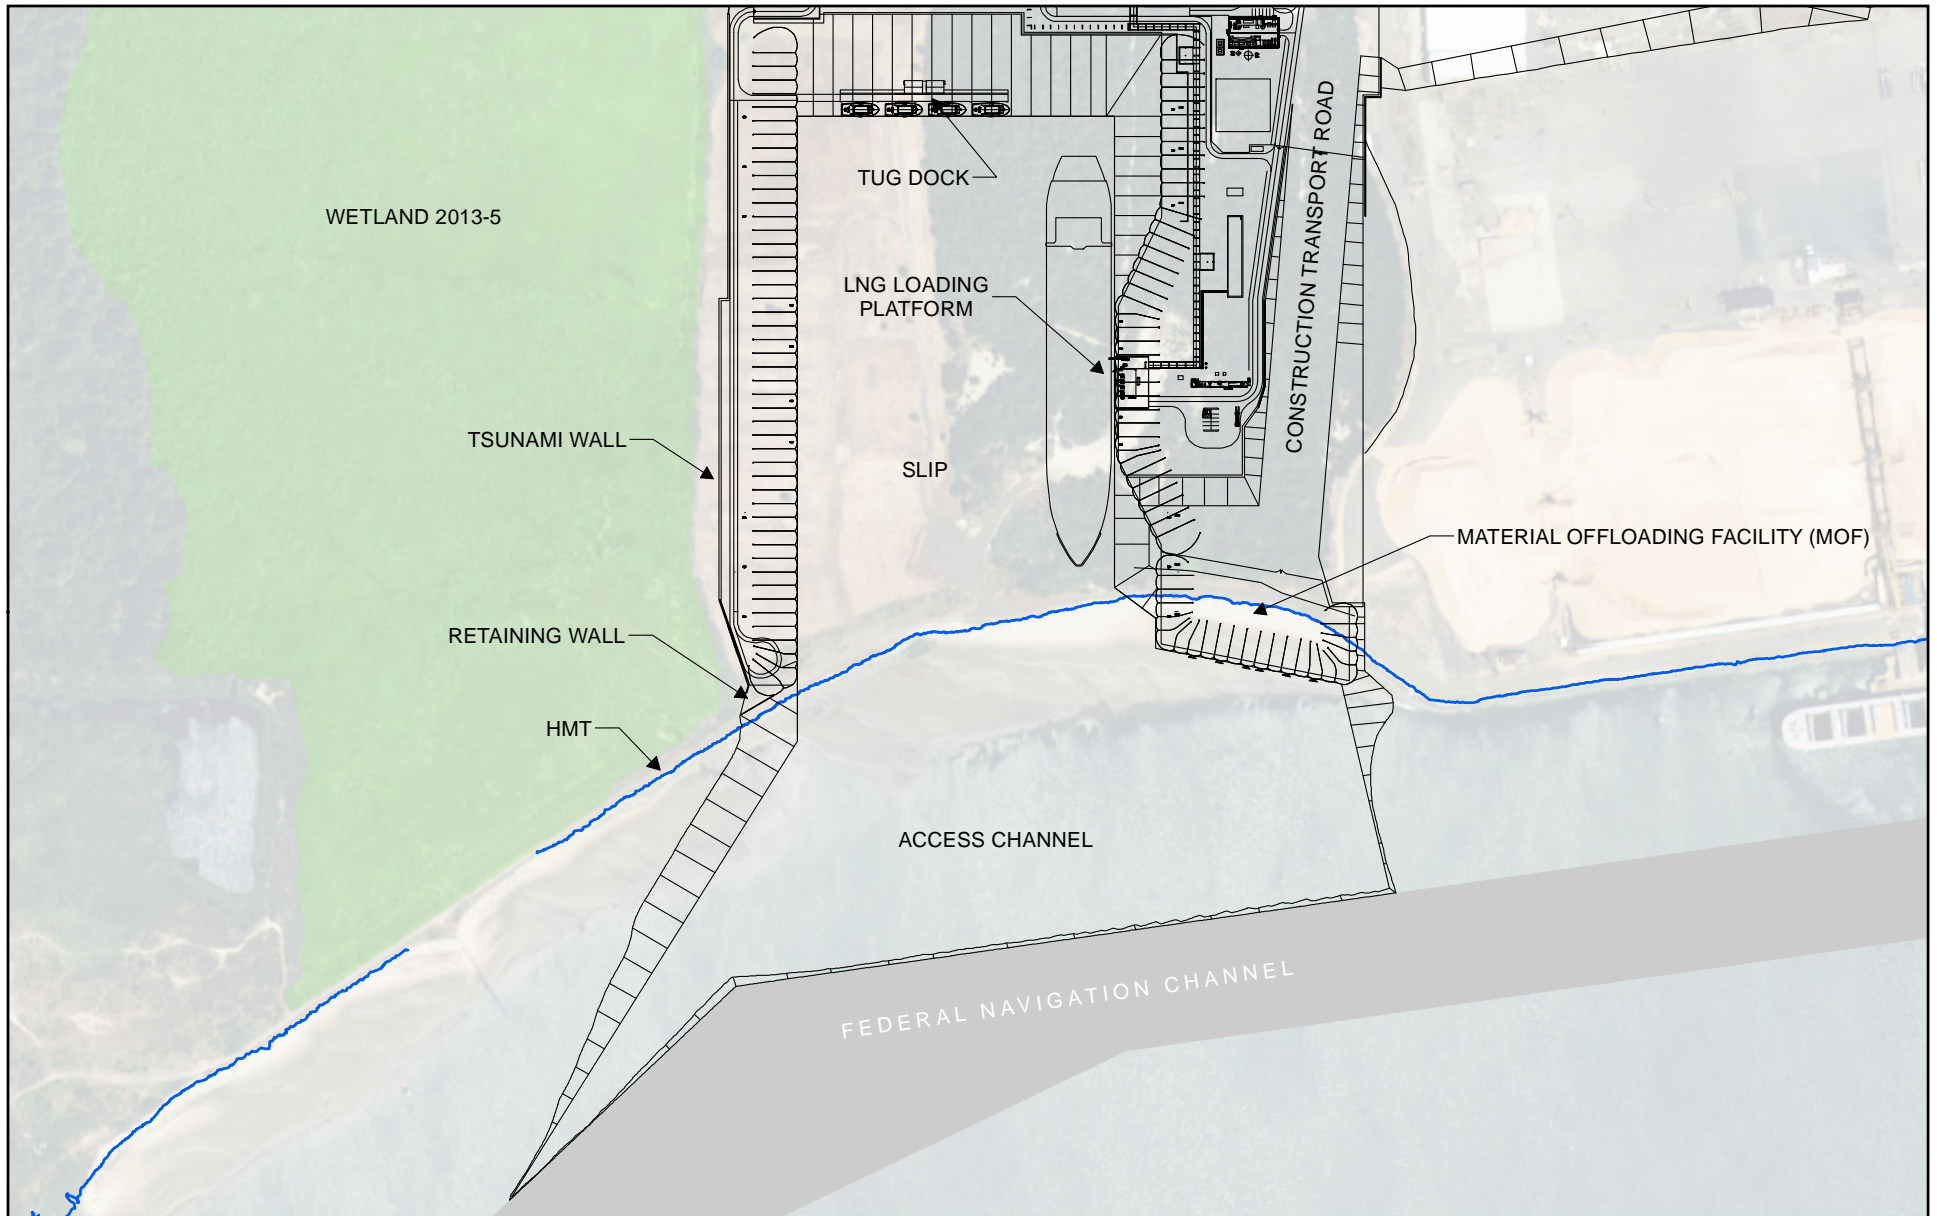 TUG DOCK
WETLAND 2013-5
CONSTRUCTION TRANSPORT ROAD
LNG LOADING
PLATFORM
TSUNAMI WALL
SLIP
MATERIAL OFFLOADING FACILITY (MOF)
RETAINING WALL
HMT
ACCESS CHANNEL
FEDERAL NAVIGATION CHANNEL